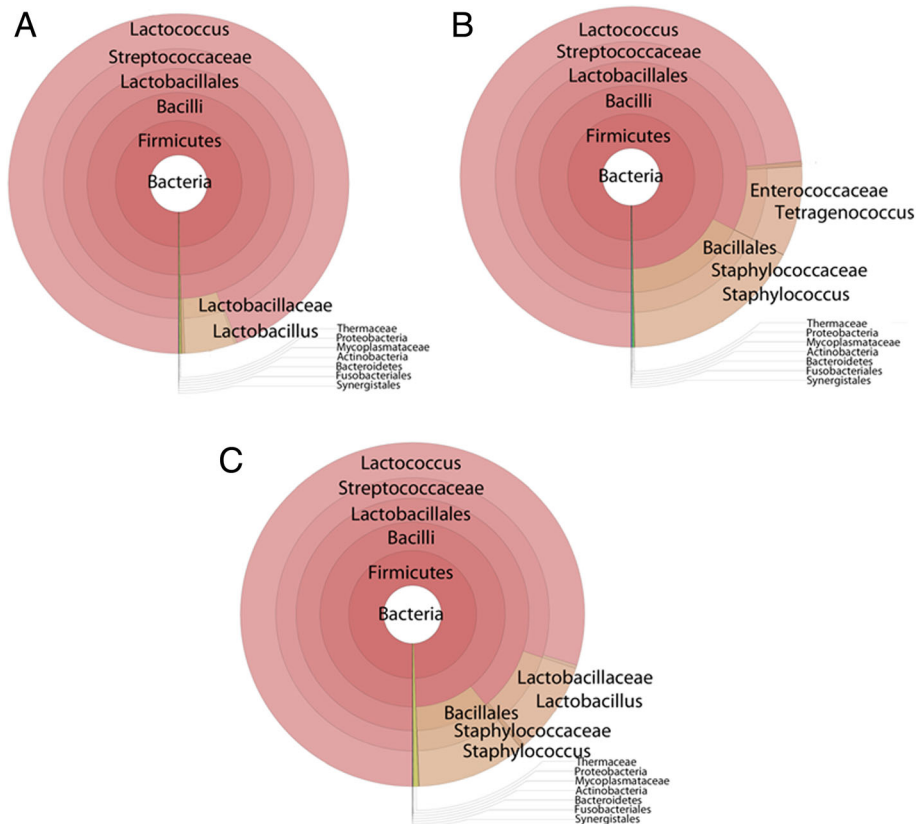 A
Lactococcus
Streptococcaceae
Lactobacillales
Bacilli
Firmicutes
Bacteria
Lactobacillaceae
Lactobacillus
Thermaceae
Proteobacteria
Mycoplasmataceae
Actinobacteria
Bacteroidetes
Fusobacteriales
Synergistales
B
Lactococcus
Streptococcaceae
Lactobacillales
Bacilli
Firmicutes
Bacteria
Enterococcaceae
Tetragenococcus
Bacillales
Staphylococcaceae
Staphylococcus
Thermaceae
Proteobacteria
Mycoplasmataceae
Actinobacteria
Bacteroidetes
Fusobacteriales
Synergistales
C
Lactococcus
Streptococcaceae
Lactobacillales
Bacilli
Firmicutes
Bacteria
Lactobacillaceae
Lactobacillus
Bacillales
Staphylococcaceae
Staphylococcus
Thermaceae
Proteobacteria
Mycoplasmataceae
Actinobacteria
Bacteroidetes
Fusobacteriales
Synergistales